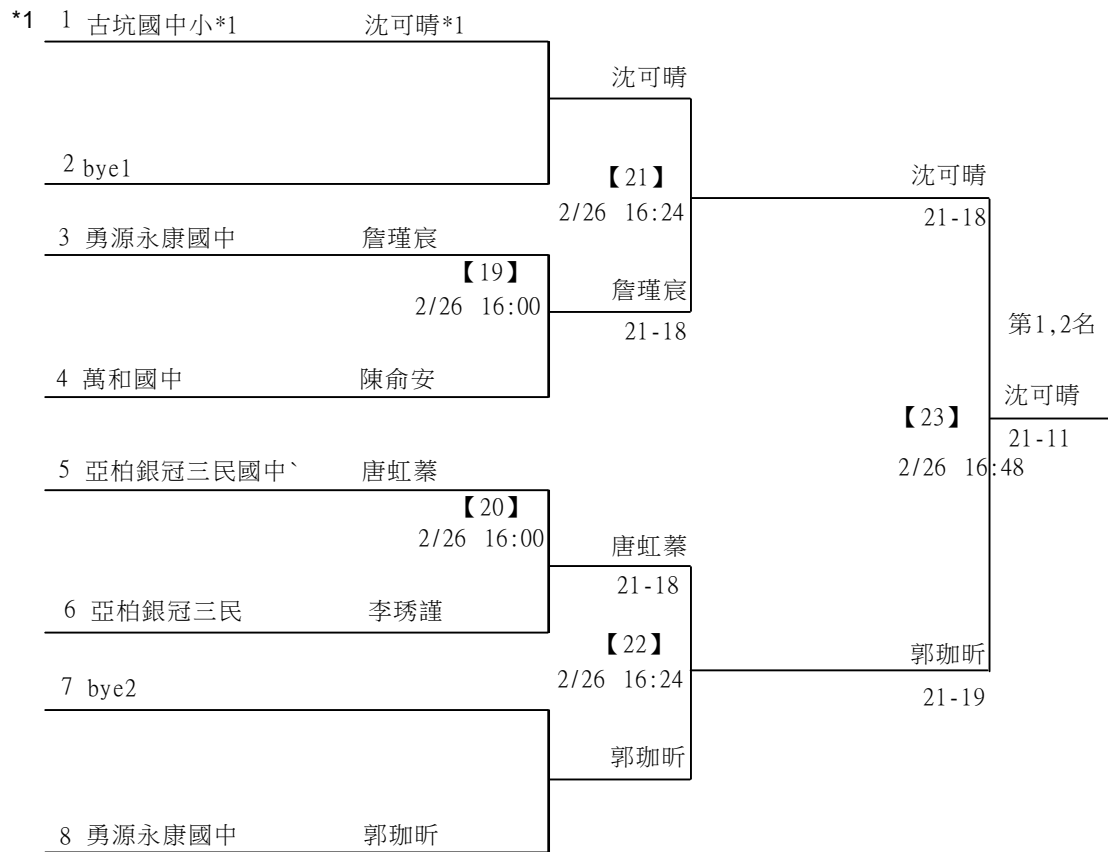 *1 1 古坑國中小*1 沈可晴*1
沈可晴
2 bye1
【21】
2/26 16:24
沈可晴
21-18
3 勇源永康國中 詹瑾宸
【19】
2/26 16:00
詹瑾宸
21-18
第1,2名
4 萬和國中 陳俞安
沈可晴
【23】
21-11
2/26 16:48
5 亞柏銀冠三民國中` 唐虹蓁
【20】
2/26 16:00
唐虹蓁
21-18
6 亞柏銀冠三民 李琇謹
【22】
2/26 16:24
郭珈昕
21-19
7 bye2
郭珈昕
8 勇源永康國中 郭珈昕